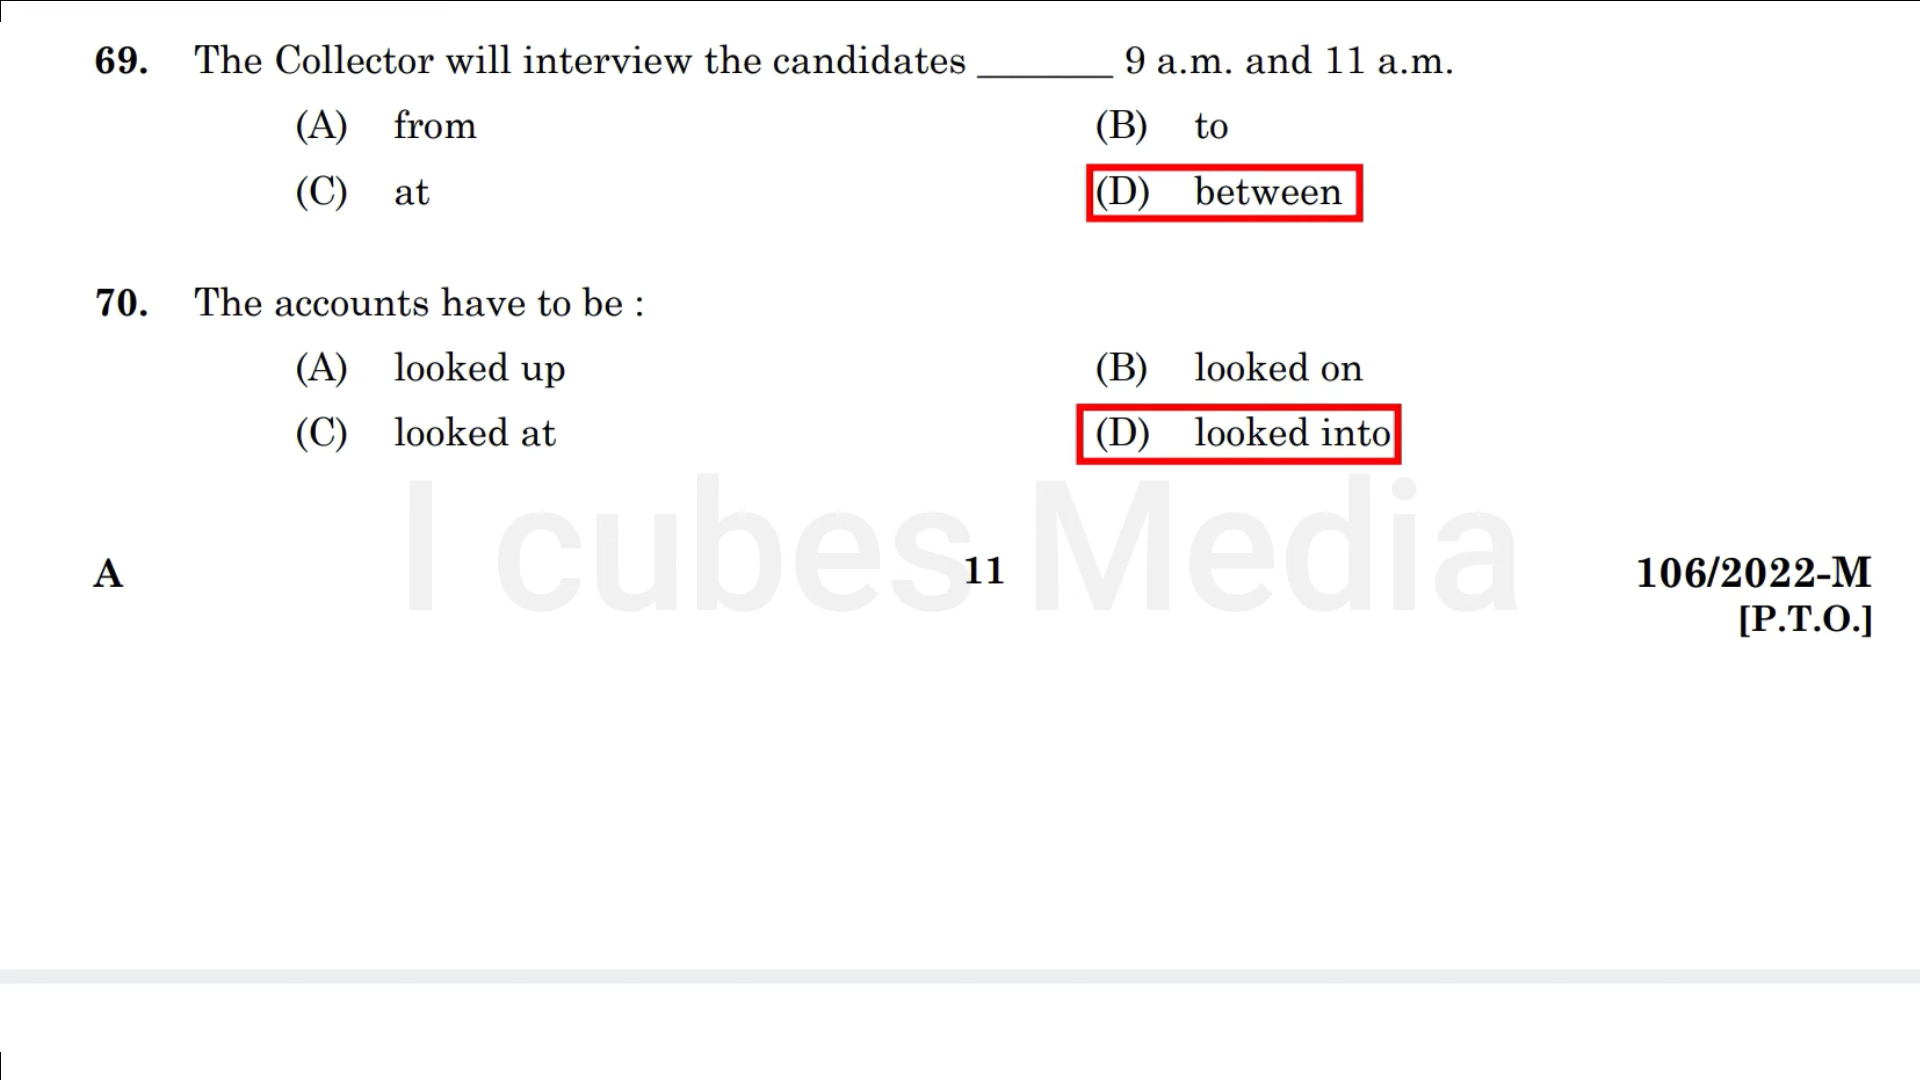 69. The Collector will interview the candidates _______ 9 a.m. and 11 a.m.
(A) from (B) to
(C) at (D) between
70. The accounts have to be :
(A) looked up (B) looked on
(C) looked at (D) looked into
I cubes Media
A 11 106/2022-M
[P.T.O.]